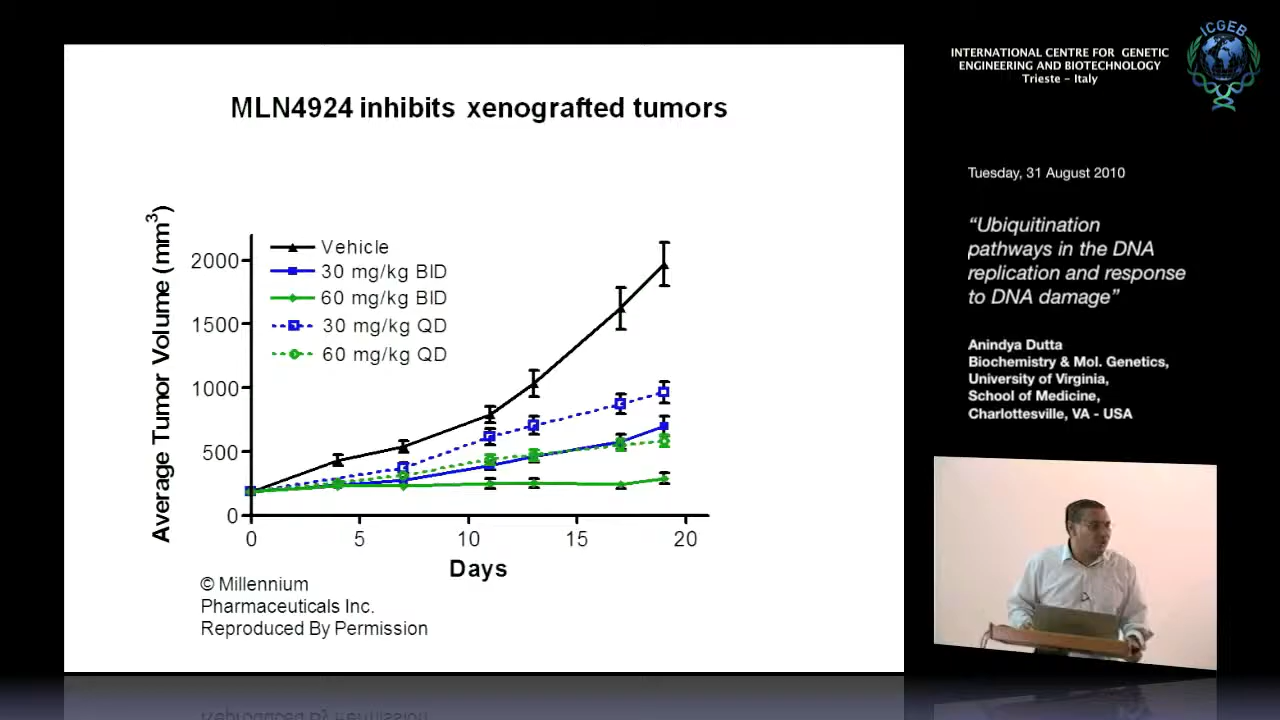 MLN4924 inhibits xenografted tumors
Average Tumor Volume (mm³)
Vehicle
30 mg/kg BID
60 mg/kg BID
30 mg/kg QD
60 mg/kg QD
2000
1500
1000
500
0
0 5 10 15 20
Days
© Millennium
Pharmaceuticals Inc.
Reproduced By Permission
INTERNATIONAL CENTRE FOR GENETIC
ENGINEERING AND BIOTECHNOLOGY
Trieste – Italy
ICGEB
Tuesday, 31 August 2010
“Ubiquitination
pathways in the DNA
replication and response
to DNA damage”
Anindya Dutta
Biochemistry & Mol. Genetics,
University of Virginia,
School of Medicine,
Charlottesville, VA - USA